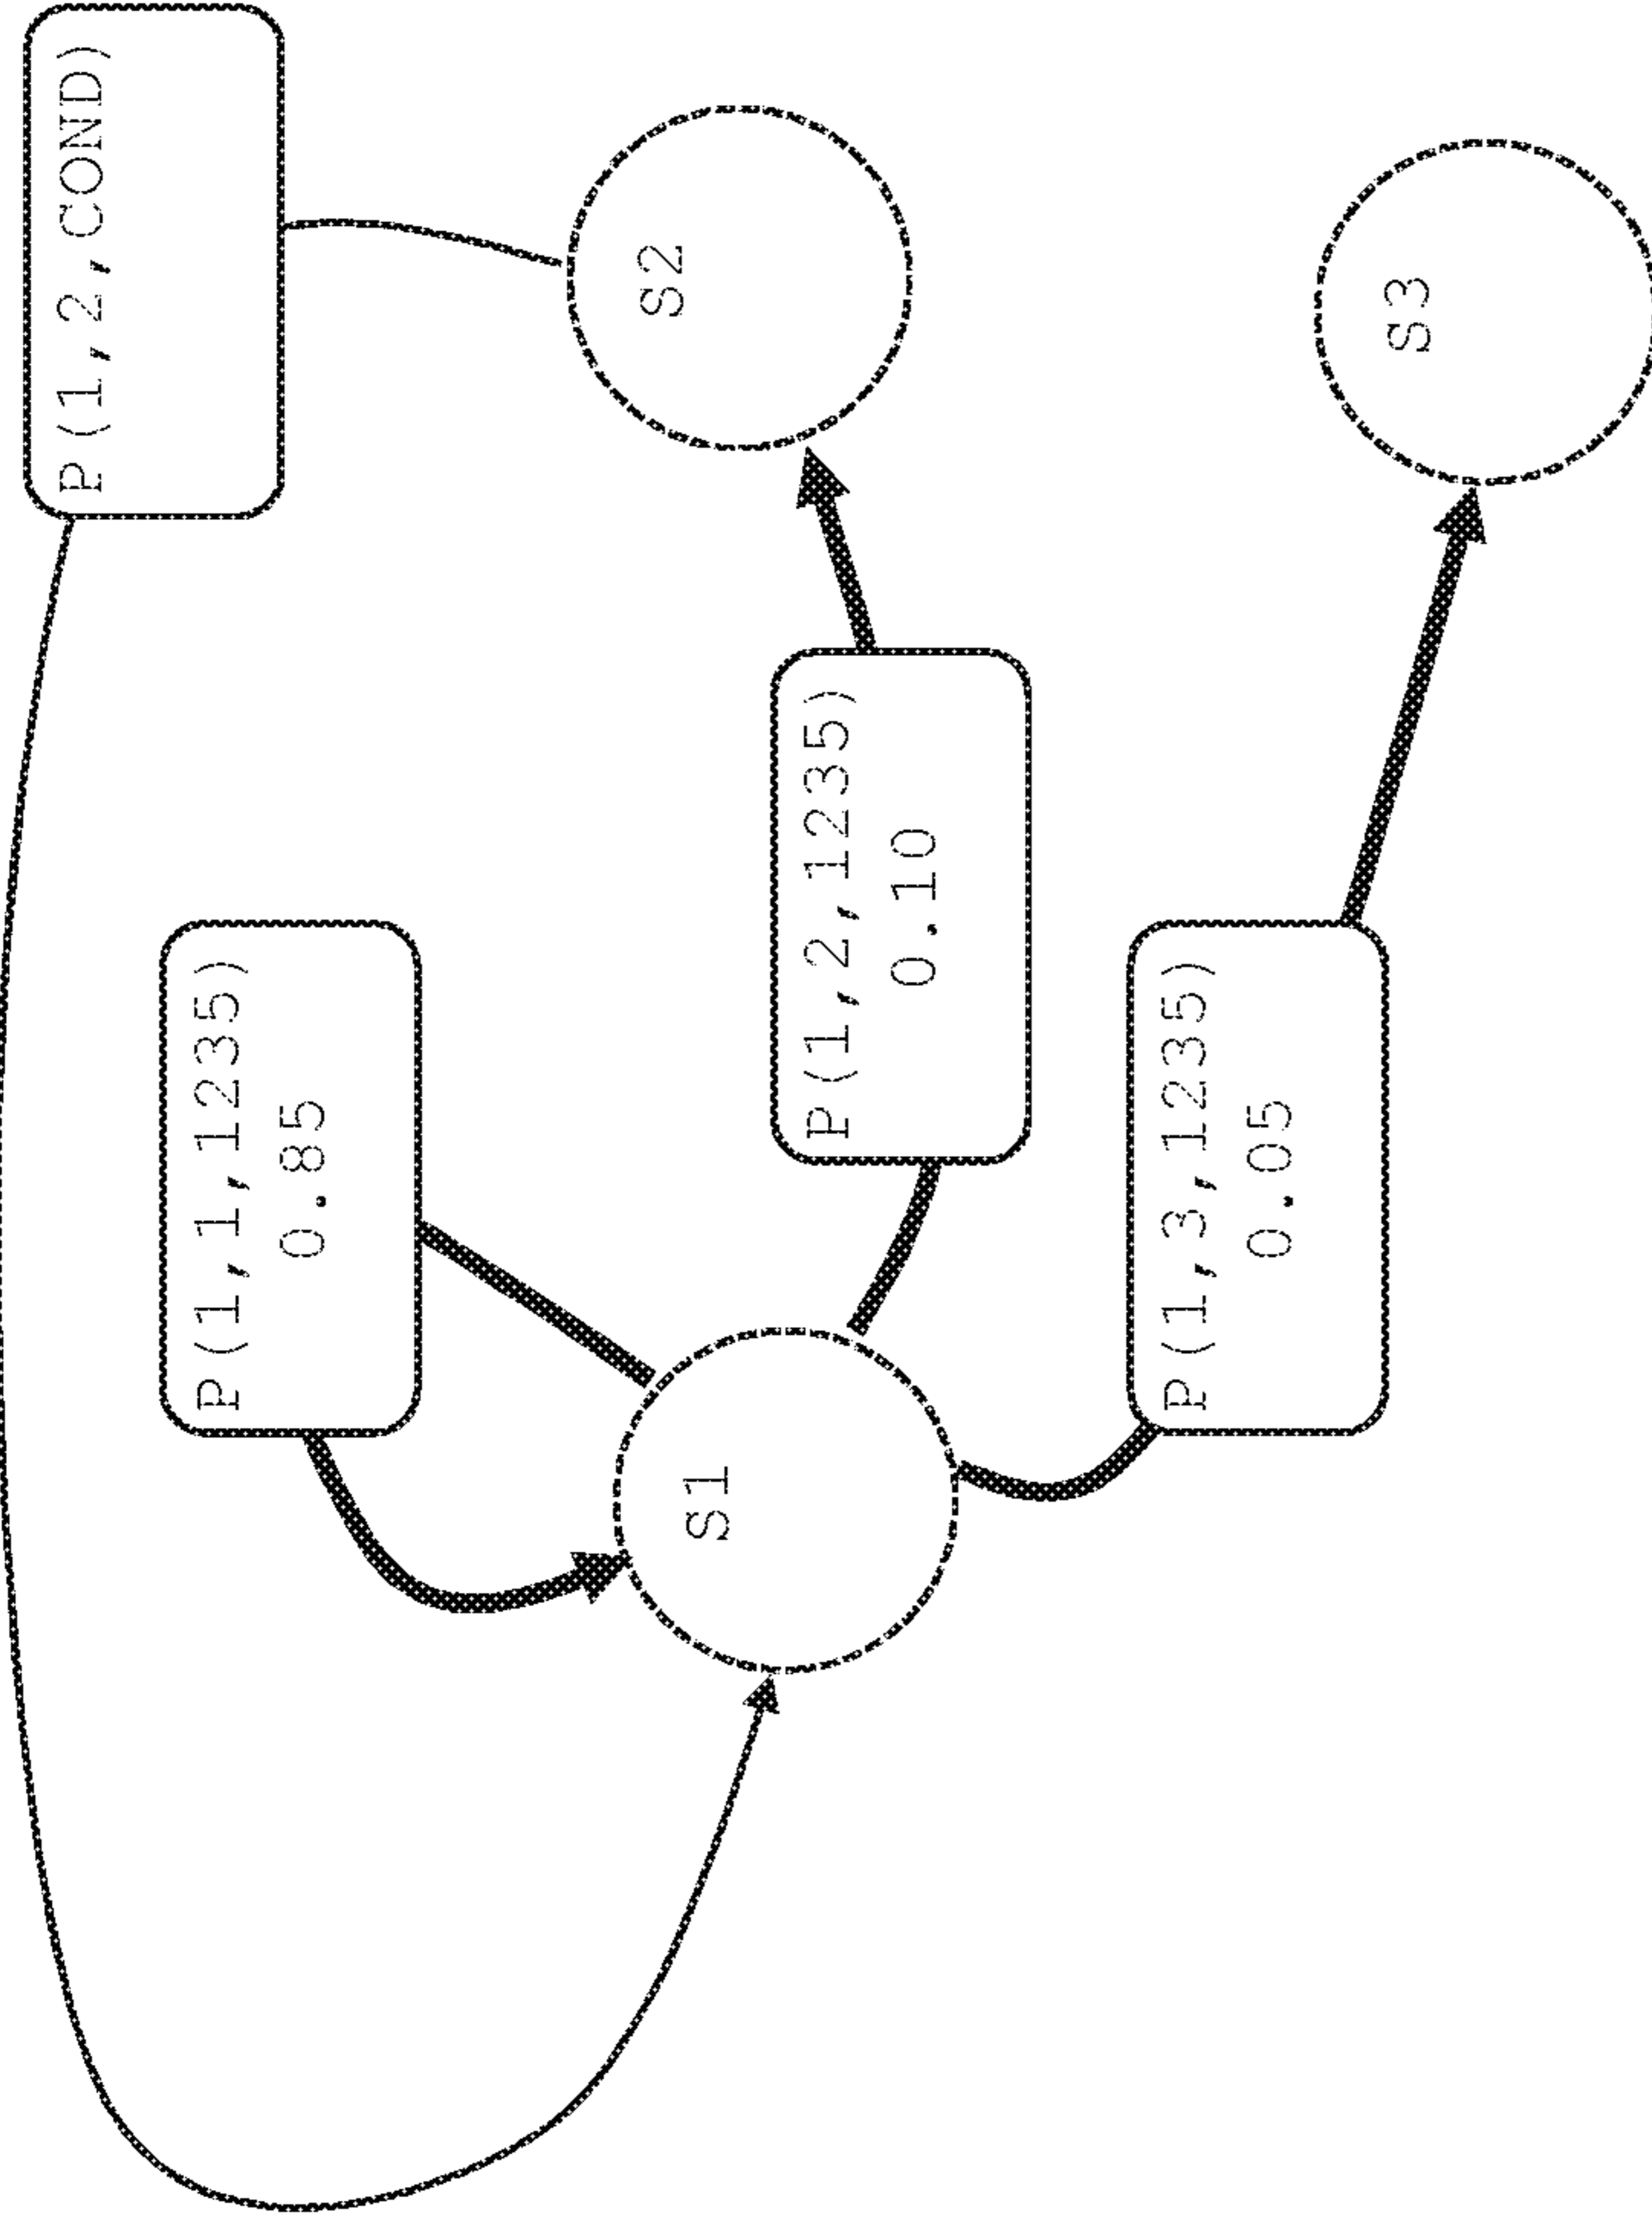 P(1,2,COND)
P(1,1,1235)
0.85
S2
S1
P(1,2,1235)
0.10
P(1,3,1235)
0.05
S3